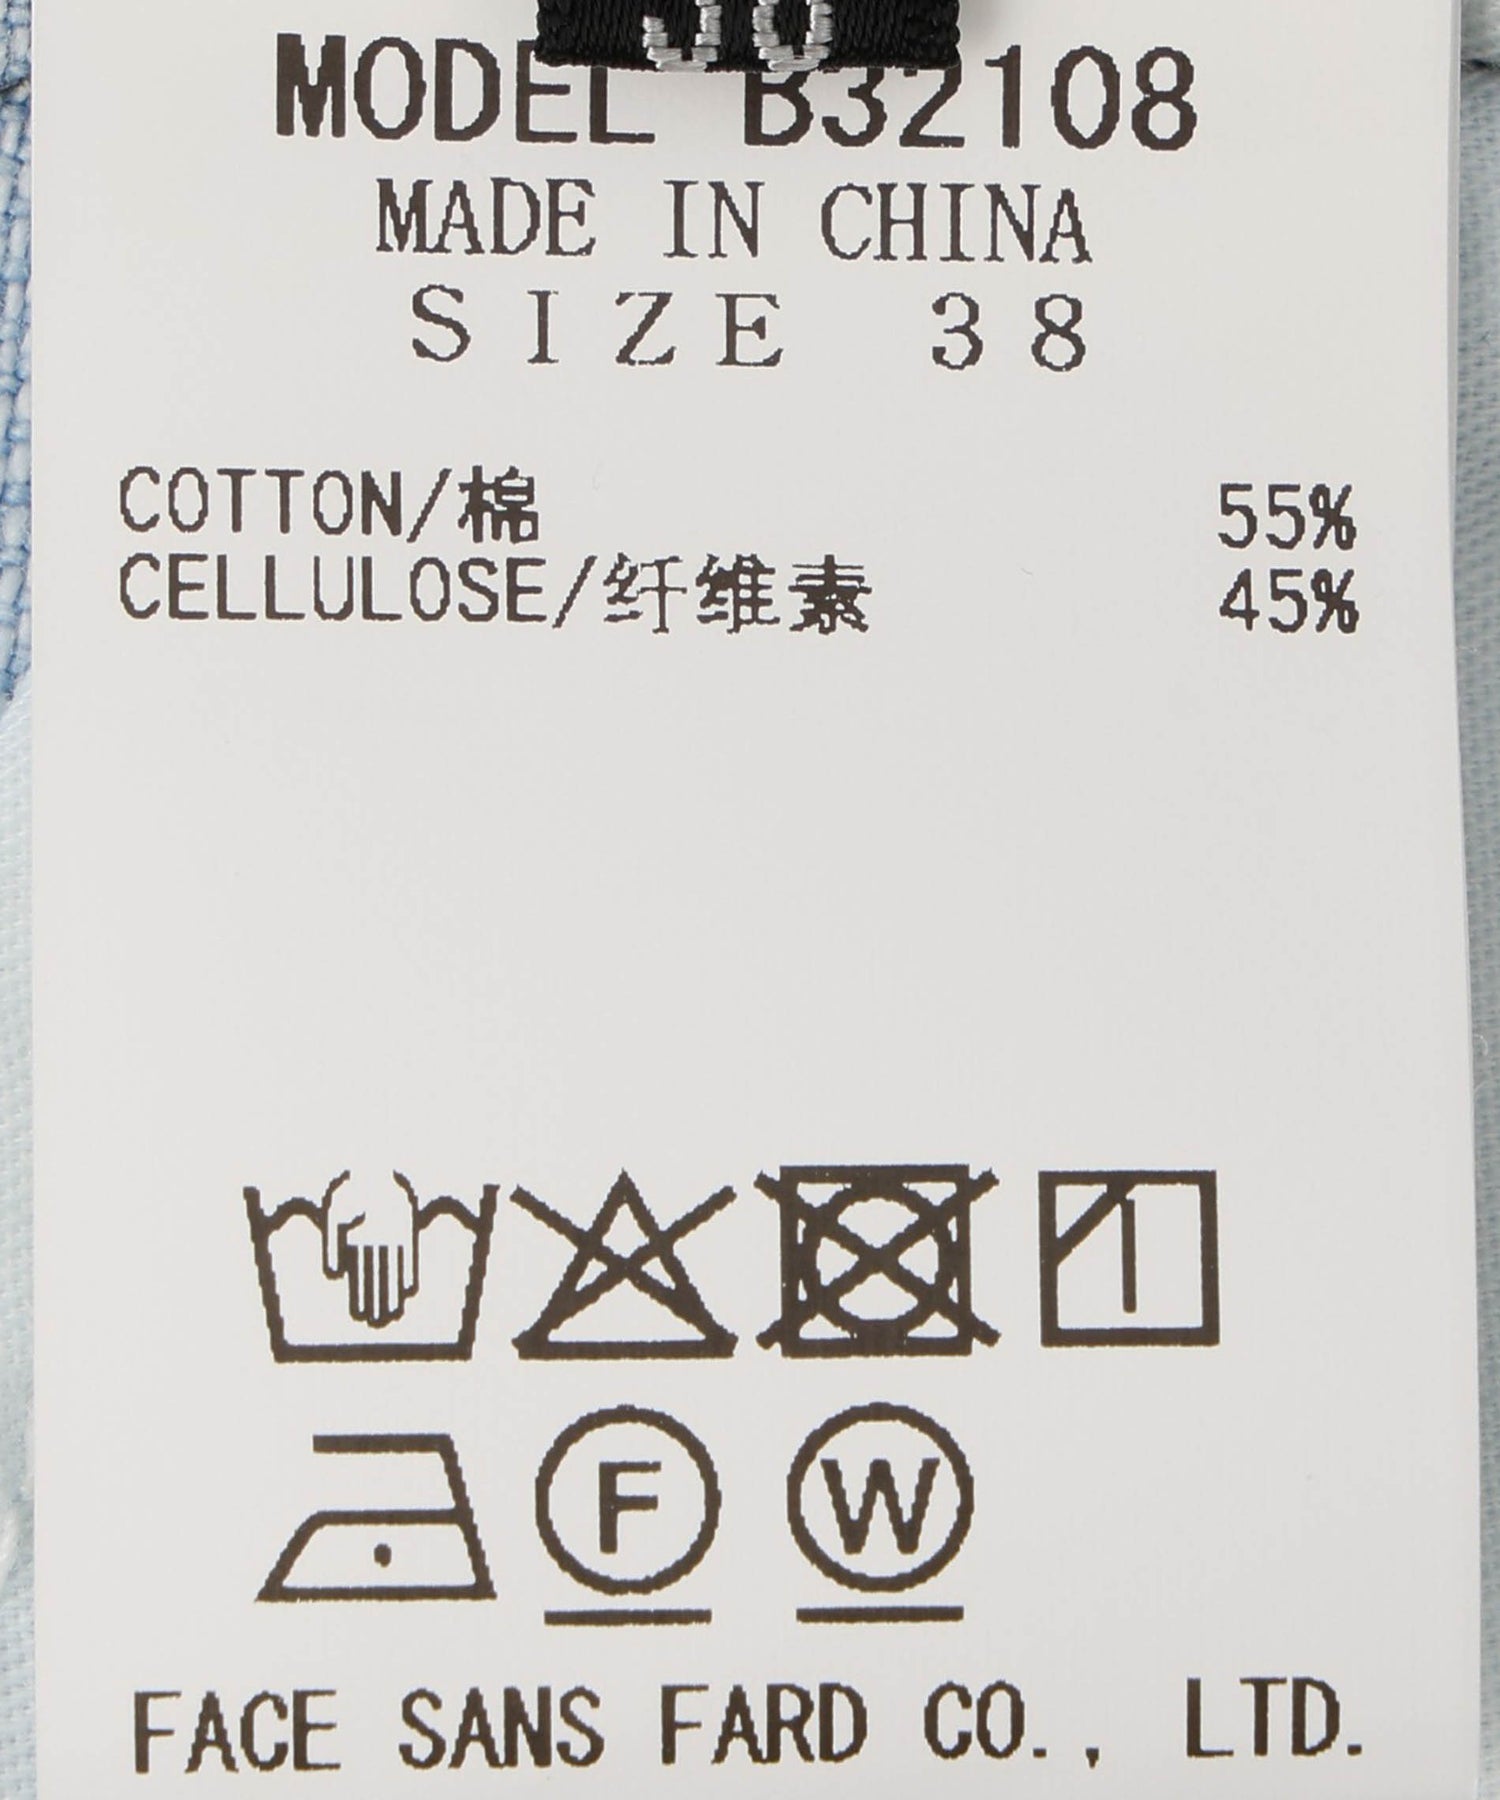 38
MODEL B32108
MADE IN CHINA
SIZE 38
COTTON/棉 55%
CELLULOSE/纤维素 45%
F W
FACE SANS FARD CO., LTD.